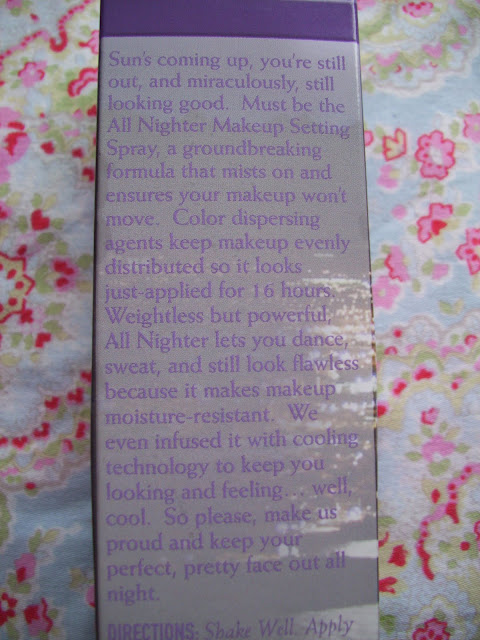 Sun's coming up, you're still
out, and miraculously, still
looking good. Must be the
All Nighter Makeup Setting
Spray, a groundbreaking
formula that mists on and
ensures your makeup won't
move. Color dispersing
agents keep makeup evenly
distributed so it looks
just-applied for 16 hours.
Weightless but powerful,
All Nighter lets you dance,
sweat, and still look flawless
because it makes makeup
moisture-resistant. We
even infused it with cooling
technology to keep you
looking and feeling... well,
cool. So please, make us
proud and keep your
perfect, pretty face out all
night.
DIRECTIONS: Shake Well. Apply